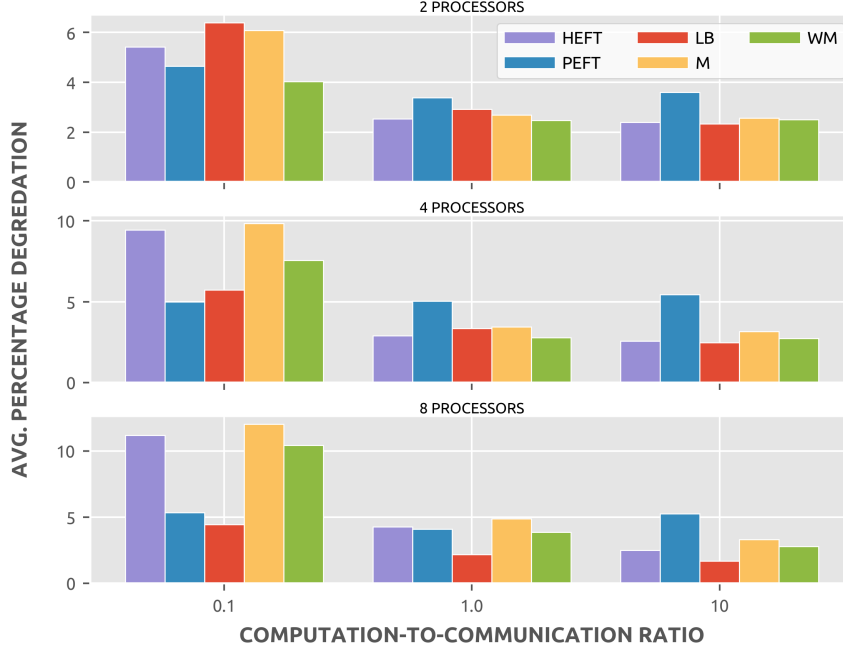 2 PROCESSORS
HEFT LB WM
PEFT M
6
4
2
0
4 PROCESSORS
10
5
0
8 PROCESSORS
10
5
0
0.1 1.0 10
AVG. PERCENTAGE DEGREDATION
COMPUTATION-TO-COMMUNICATION RATIO